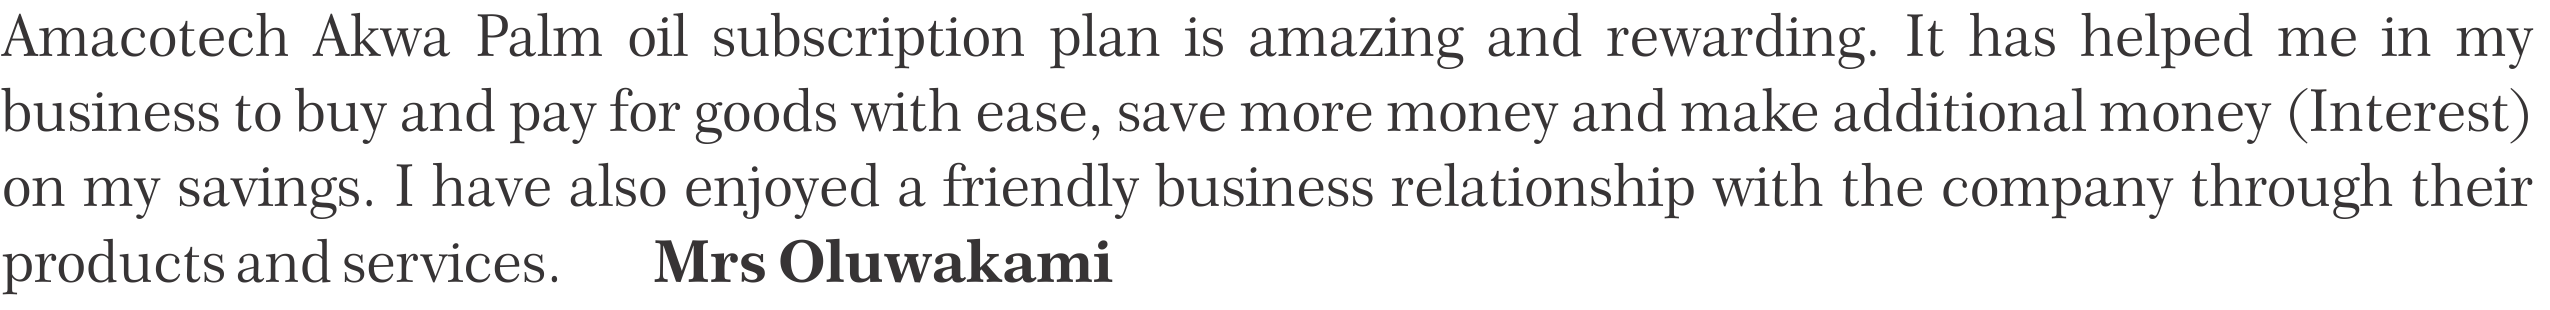 Amacotech Akwa Palm oil subscription plan is amazing and rewarding. It has helped me in my
business to buy and pay for goods with ease, save more money and make additional money (Interest)
on my savings. I have also enjoyed a friendly business relationship with the company through their
products and services. Mrs Oluwakami